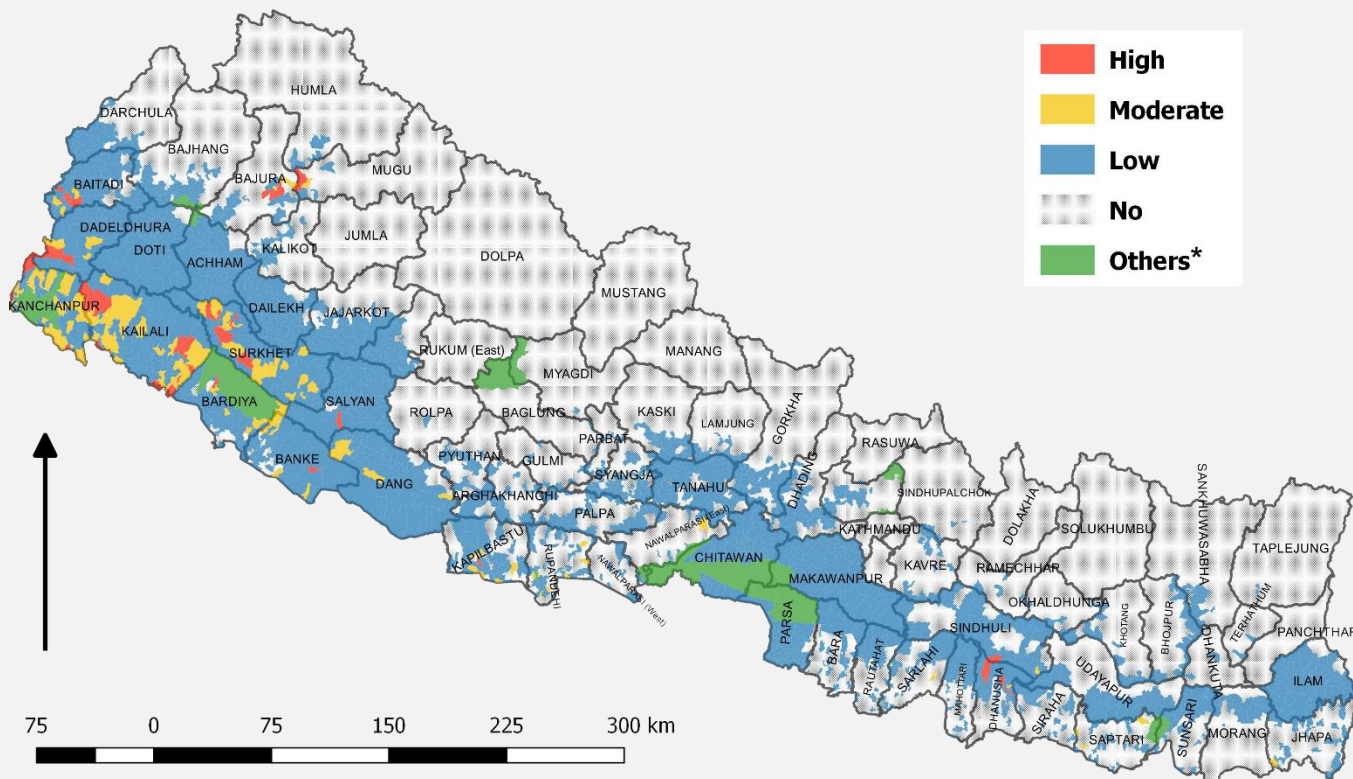 High
Moderate
Low
No
Others*
HUMLA
DARCHULA
BAJHANG
MUGU
BAJURA
BAITADI
DADELDHURA
DOTI
JUMLA
KALIKOT
ACHHAM
DOLPA
MUSTANG
KANCHANPUR
DAILEKH
JAJARKOT
KAILALI
SURKHET
RUKUM (East)
MANANG
MYAGDI
BARDIYA
SALYAN
ROLPA
BAGLUNG
KASKI
LAMJUNG
GORKHA
PARBAT
RASUWA
BANKE
PYUTHAN
GULMI
SYANGJA
DANG
TANAHU
DHADING
SINDHUPALCHOK
ARGHAKHANCHI
PALPA
KATHMANDU
DOLAKHA
SOLUKHUMBU
SANKHUWASABHA
TAPLEJUNG
NAWALPARASI (East)
KAPILBASTU
RUPANDEHI
NAWALPARASI (West)
CHITAWAN
MAKAWANPUR
KAVRE
RAMECHHAR
OKHALDHUNGA
KHOTANG
BHOJPUR
TERHATHUM
PANCHTHAR
PARSA
BARA
RAUTAHAT
SARLAHI
SINDHULI
MAHOTTARI
DHANUSHA
SIRAHA
UDAYAPUR
DHANKUTA
ILAM
SAPTARI
SUNSARI
MORANG
JHAPA
75 0 75 150 225 300 km